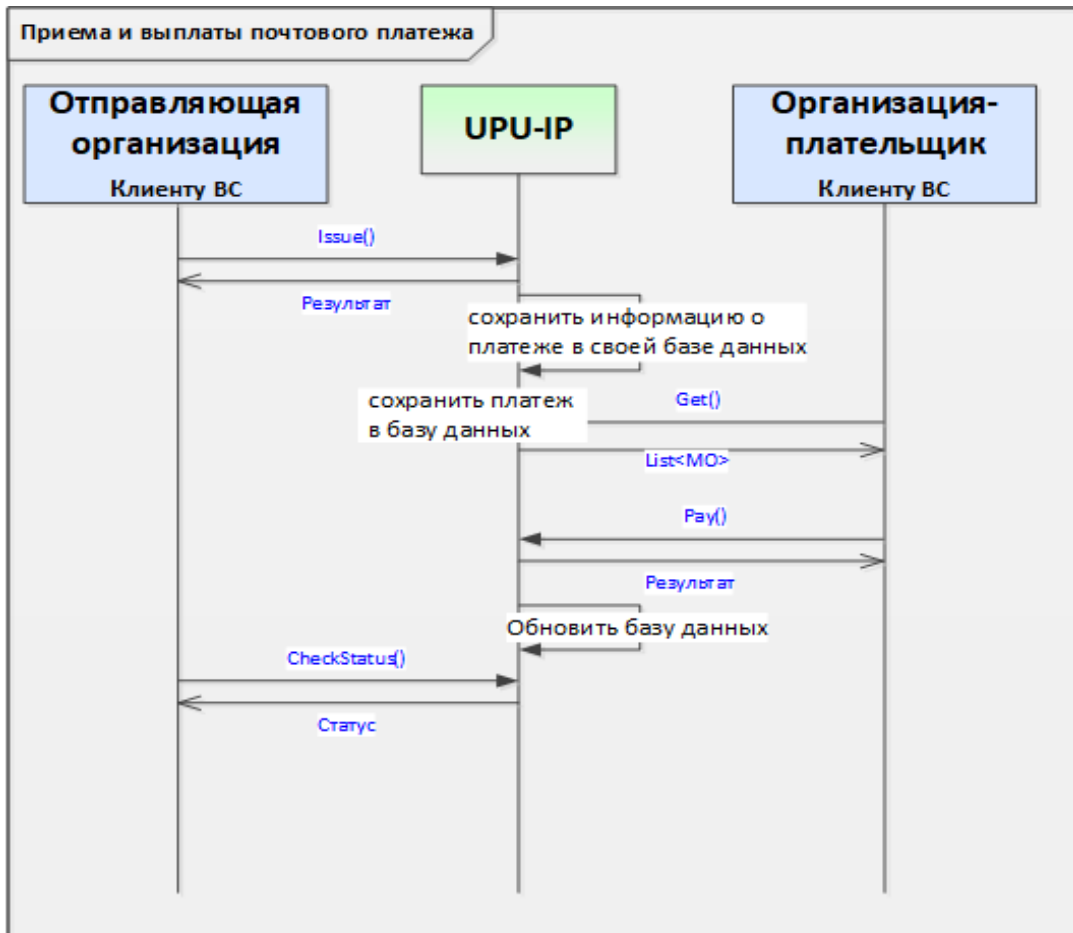 Приема и выплаты почтового платежа
Отправляющая
организация
Клиенту ВС
UPU-IP
Организация-
плательщик
Клиенту ВС
Issue()
Результат
сохранить информацию о
платеже в своей базе данных
сохранить платеж
в базу данных
Get()
List<MO>
Pay()
Результат
Обновить базу данных
CheckStatus()
Статус